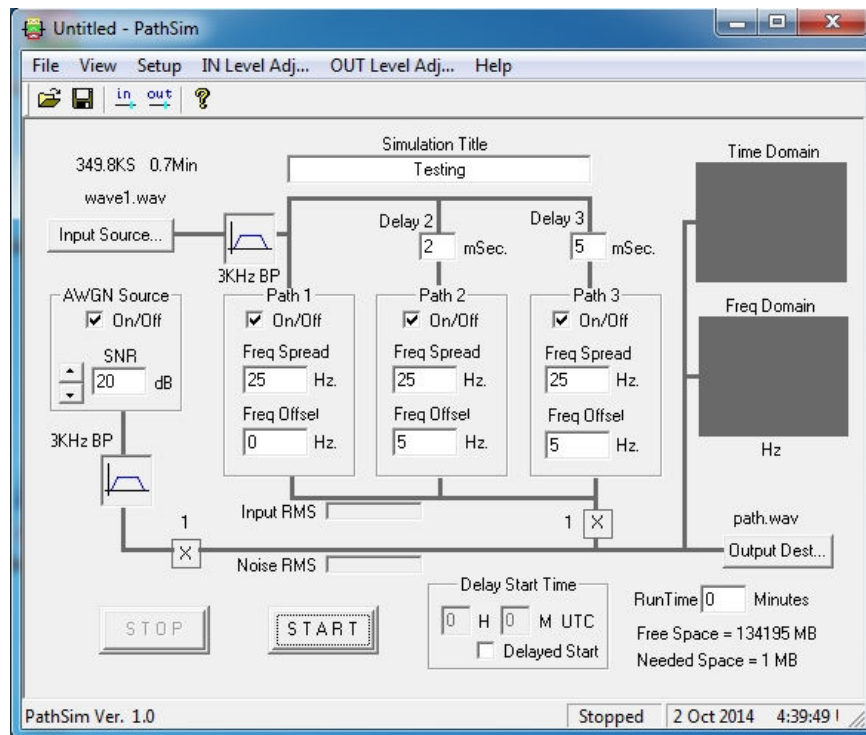 Untitled - PathSim
File View Setup IN Level Adj... OUT Level Adj... Help
in out ?
Simulation Title
349.8KS 0.7Min
Testing
Time Domain
wave1.wav
Input Source...
Delay 2
2 mSec.
Delay 3
5 mSec.
3KHz BP
AWGN Source
On/Off
SNR
20 dB
Path 1
On/Off
Freq Spread
25 Hz.
Freq Offset
0 Hz.
Path 2
On/Off
Freq Spread
25 Hz.
Freq Offset
5 Hz.
Path 3
On/Off
Freq Spread
25 Hz.
Freq Offset
5 Hz.
Freq Domain
Hz
3KHz BP
Input RMS
1 X
1
X
Noise RMS
path.wav
Output Dest...
STOP
START
Delay Start Time
0 H 0 M UTC
Delayed Start
RunTime 0 Minutes
Free Space = 134195 MB
Needed Space = 1 MB
PathSim Ver. 1.0
Stopped
2 Oct 2014 4:39:49